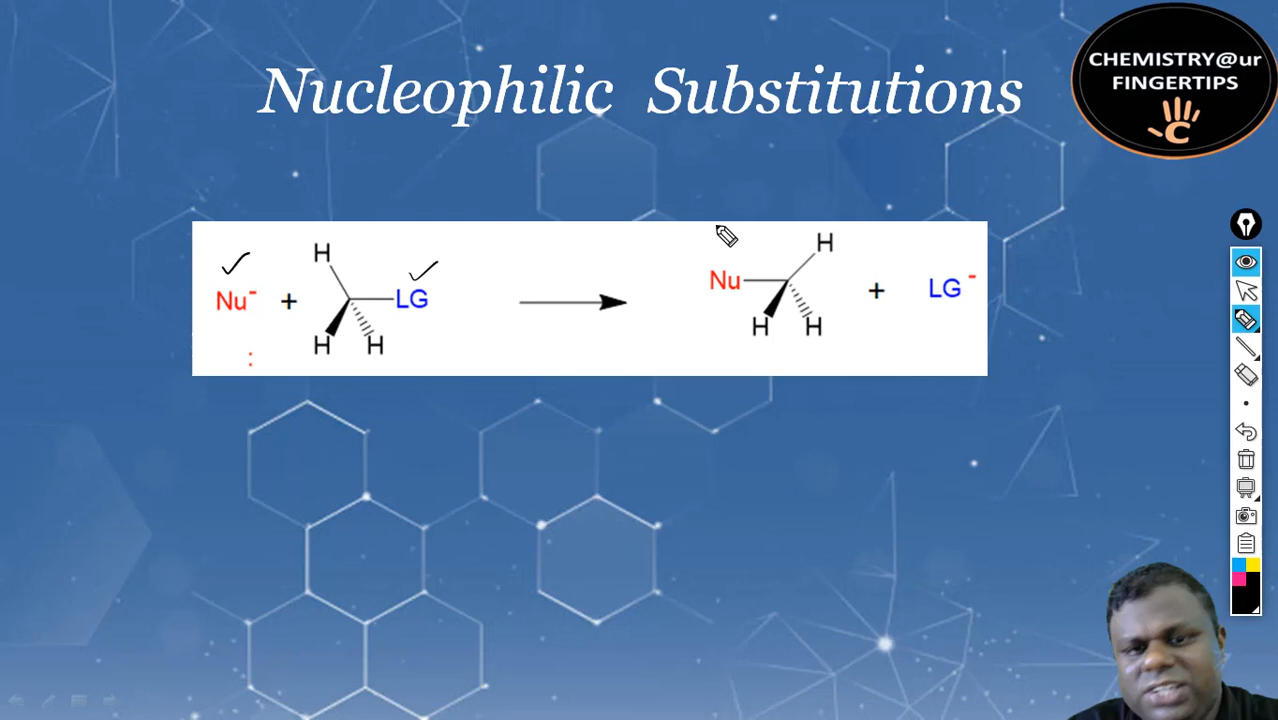 Nucleophilic Substitutions
CHEMISTRY@ur
FINGERTIPS
C
H
H
Nu⁻ + LG
Nu + LG ⁻
H H
H H
: